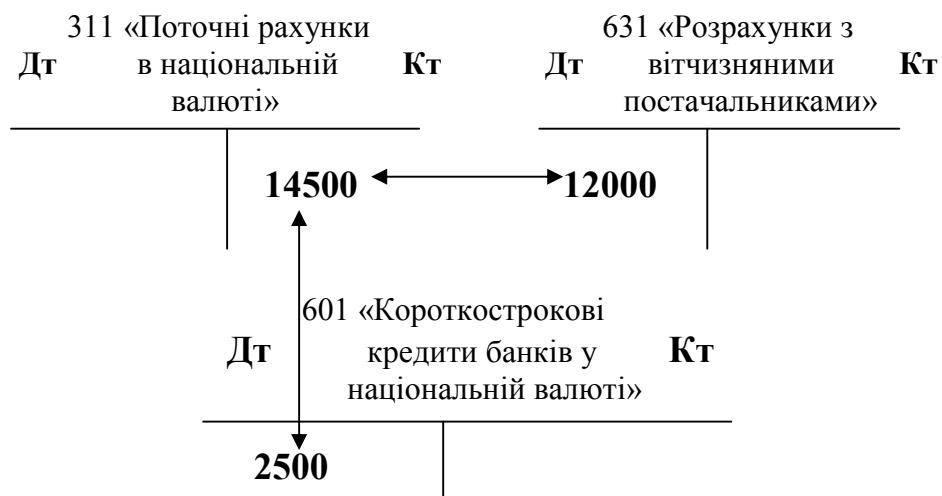 311 «Поточні рахунки
Дт в національній Кт
валюті»
631 «Розрахунки з
Дт вітчизняними Кт
постачальниками»
14500
12000
601 «Короткострокові
Дт кредити банків у Кт
національній валюті»
2500